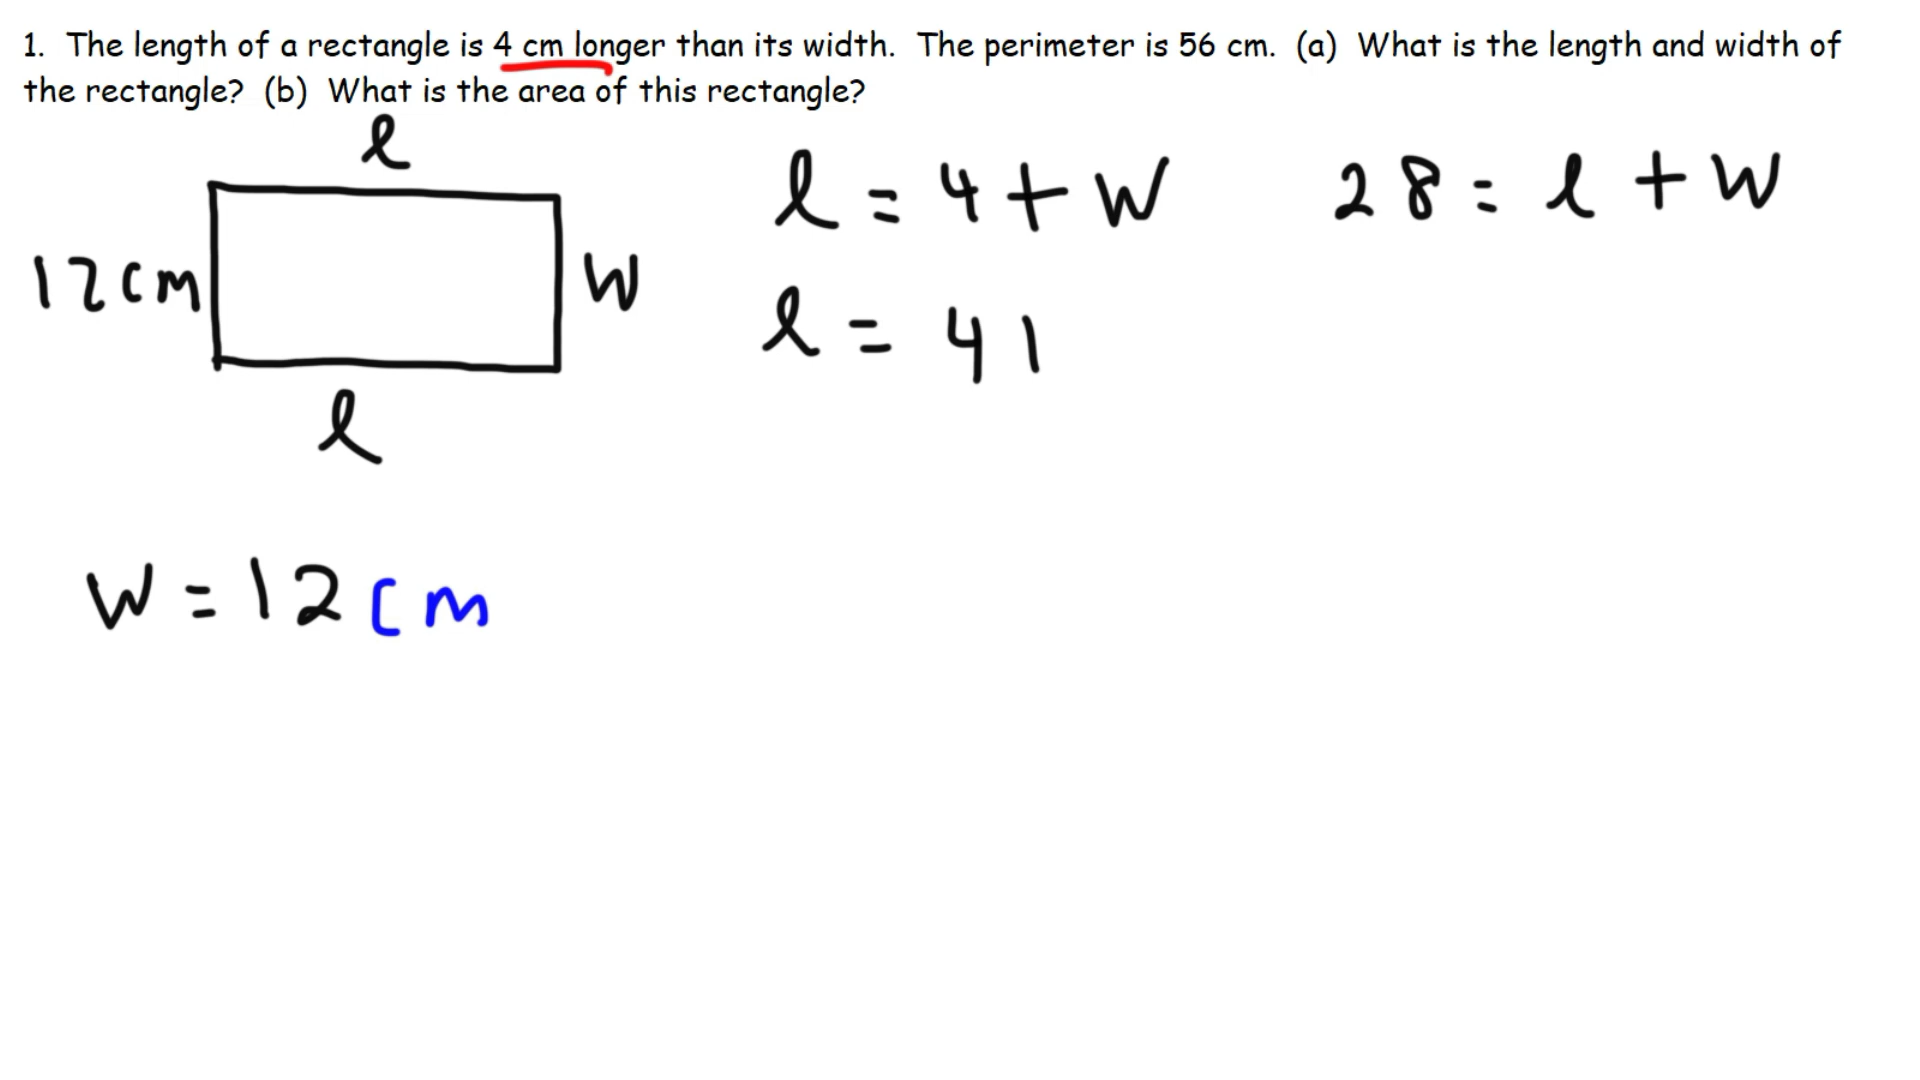 1. The length of a rectangle is 4 cm longer than its width. The perimeter is 56 cm. (a) What is the length and width of
the rectangle? (b) What is the area of this rectangle?
l
l = 4 + W
28 = l + W
12cm
W
l = 41
l
W = 12 cm